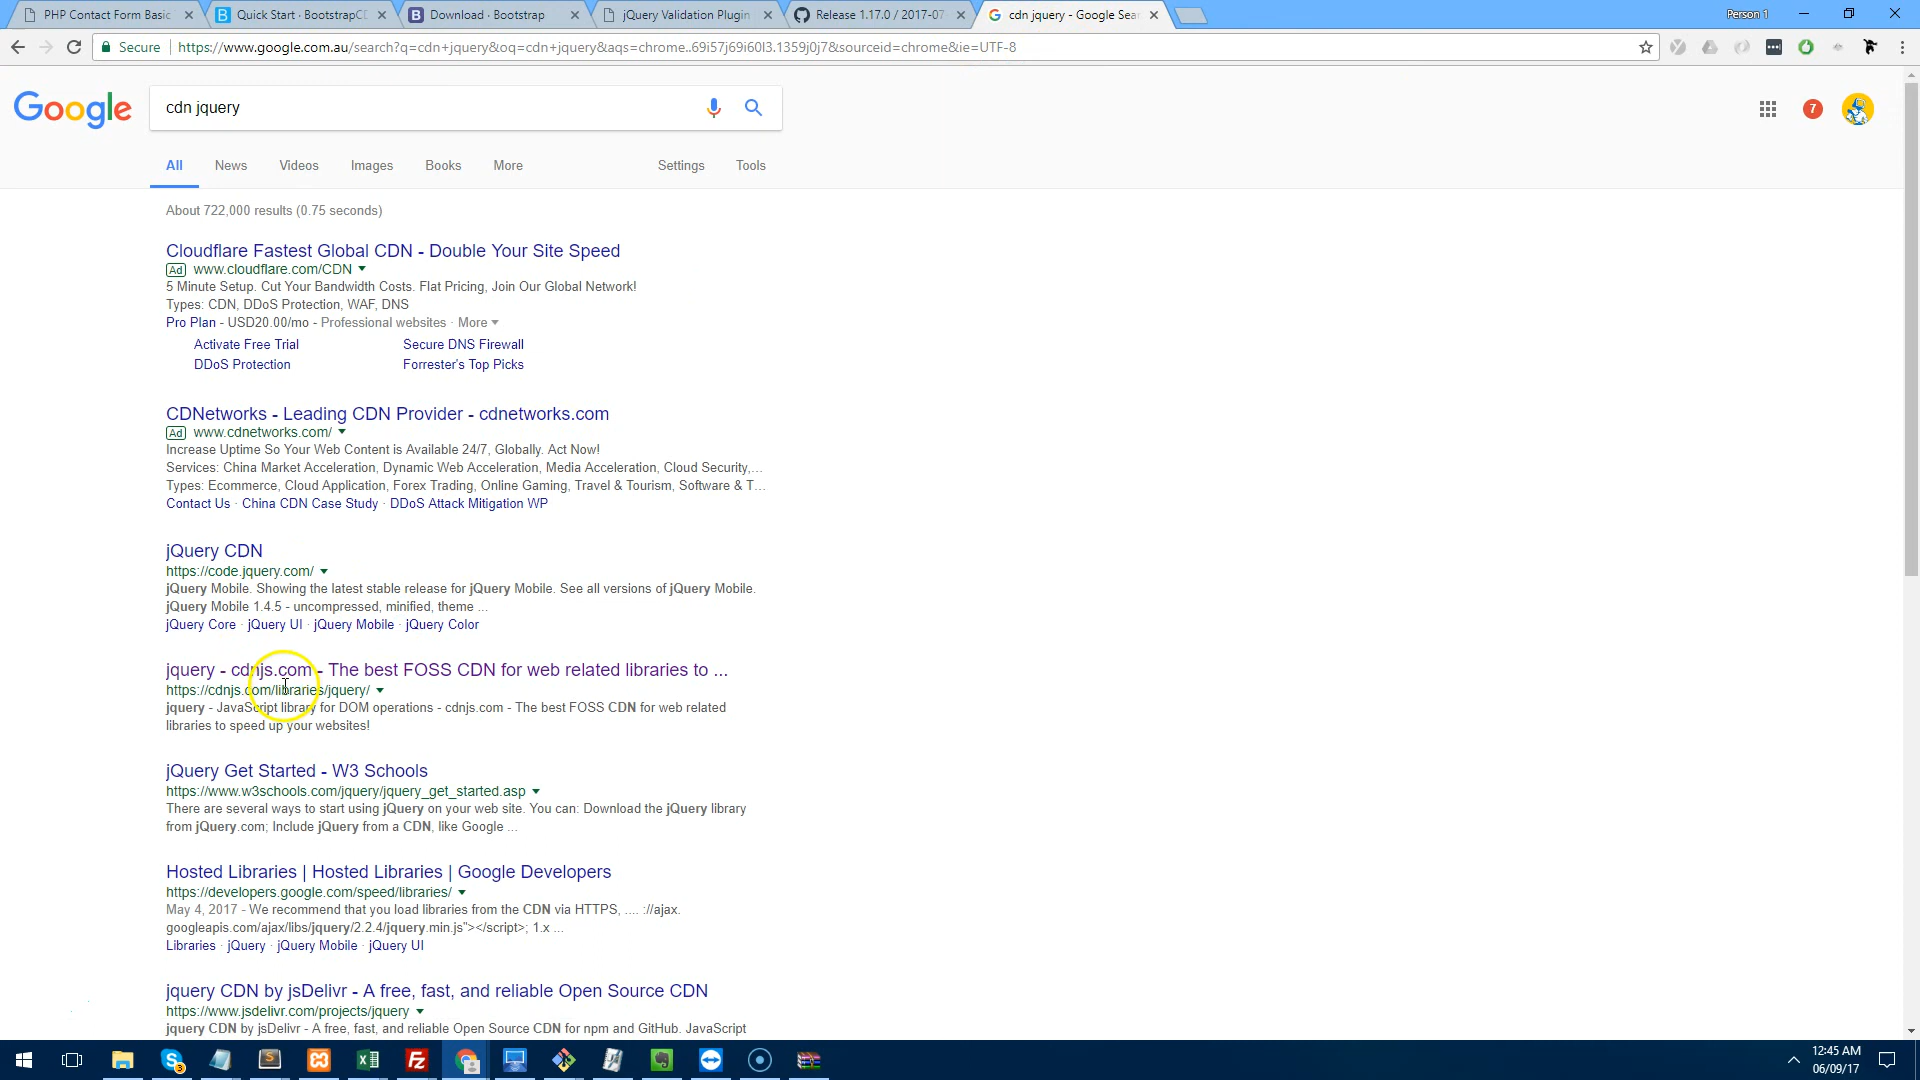 PHP Contact Form Basic
Quick Start · BootstrapCD
Download · Bootstrap
jQuery Validation Plugin
Release 1.17.0 / 2017-07
cdn jquery - Google Sear
Person 1
Secure
https://www.google.com.au/search?q=cdn+jquery&oq=cdn+jquery&aqs=chrome..69i57j69i60l3.1359j0j7&sourceid=chrome&ie=UTF-8
Google
cdn jquery
7
All News Videos Images Books More Settings Tools
About 722,000 results (0.75 seconds)
Cloudflare Fastest Global CDN - Double Your Site Speed
Ad www.cloudflare.com/CDN
5 Minute Setup. Cut Your Bandwidth Costs. Flat Pricing, Join Our Global Network!
Types: CDN, DDoS Protection, WAF, DNS
Pro Plan - USD20.00/mo - Professional websites · More
Activate Free Trial Secure DNS Firewall
DDoS Protection Forrester's Top Picks
CDNetworks - Leading CDN Provider - cdnetworks.com
Ad www.cdnetworks.com/
Increase Uptime So Your Web Content is Available 24/7, Globally. Act Now!
Services: China Market Acceleration, Dynamic Web Acceleration, Media Acceleration, Cloud Security,...
Types: Ecommerce, Cloud Application, Forex Trading, Online Gaming, Travel & Tourism, Software & T...
Contact Us · China CDN Case Study · DDoS Attack Mitigation WP
jQuery CDN
https://code.jquery.com/
jQuery Mobile. Showing the latest stable release for jQuery Mobile. See all versions of jQuery Mobile.
jQuery Mobile 1.4.5 - uncompressed, minified, theme ...
jQuery Core · jQuery UI · jQuery Mobile · jQuery Color
jquery - cdnjs.com - The best FOSS CDN for web related libraries to ...
https://cdnjs.com/libraries/jquery/
jquery - JavaScript library for DOM operations - cdnjs.com - The best FOSS CDN for web related
libraries to speed up your websites!
jQuery Get Started - W3 Schools
https://www.w3schools.com/jquery/jquery_get_started.asp
There are several ways to start using jQuery on your web site. You can: Download the jQuery library
from jQuery.com; Include jQuery from a CDN, like Google ...
Hosted Libraries | Hosted Libraries | Google Developers
https://developers.google.com/speed/libraries/
May 4, 2017 - We recommend that you load libraries from the CDN via HTTPS, .... ://ajax.
googleapis.com/ajax/libs/jquery/2.2.4/jquery.min.js"></script>; 1.x ...
Libraries · jQuery · jQuery Mobile · jQuery UI
jquery CDN by jsDelivr - A free, fast, and reliable Open Source CDN
https://www.jsdelivr.com/projects/jquery
jquery CDN by jsDelivr - A free, fast, and reliable Open Source CDN for npm and GitHub. JavaScript
3
12:45 AM
06/09/17